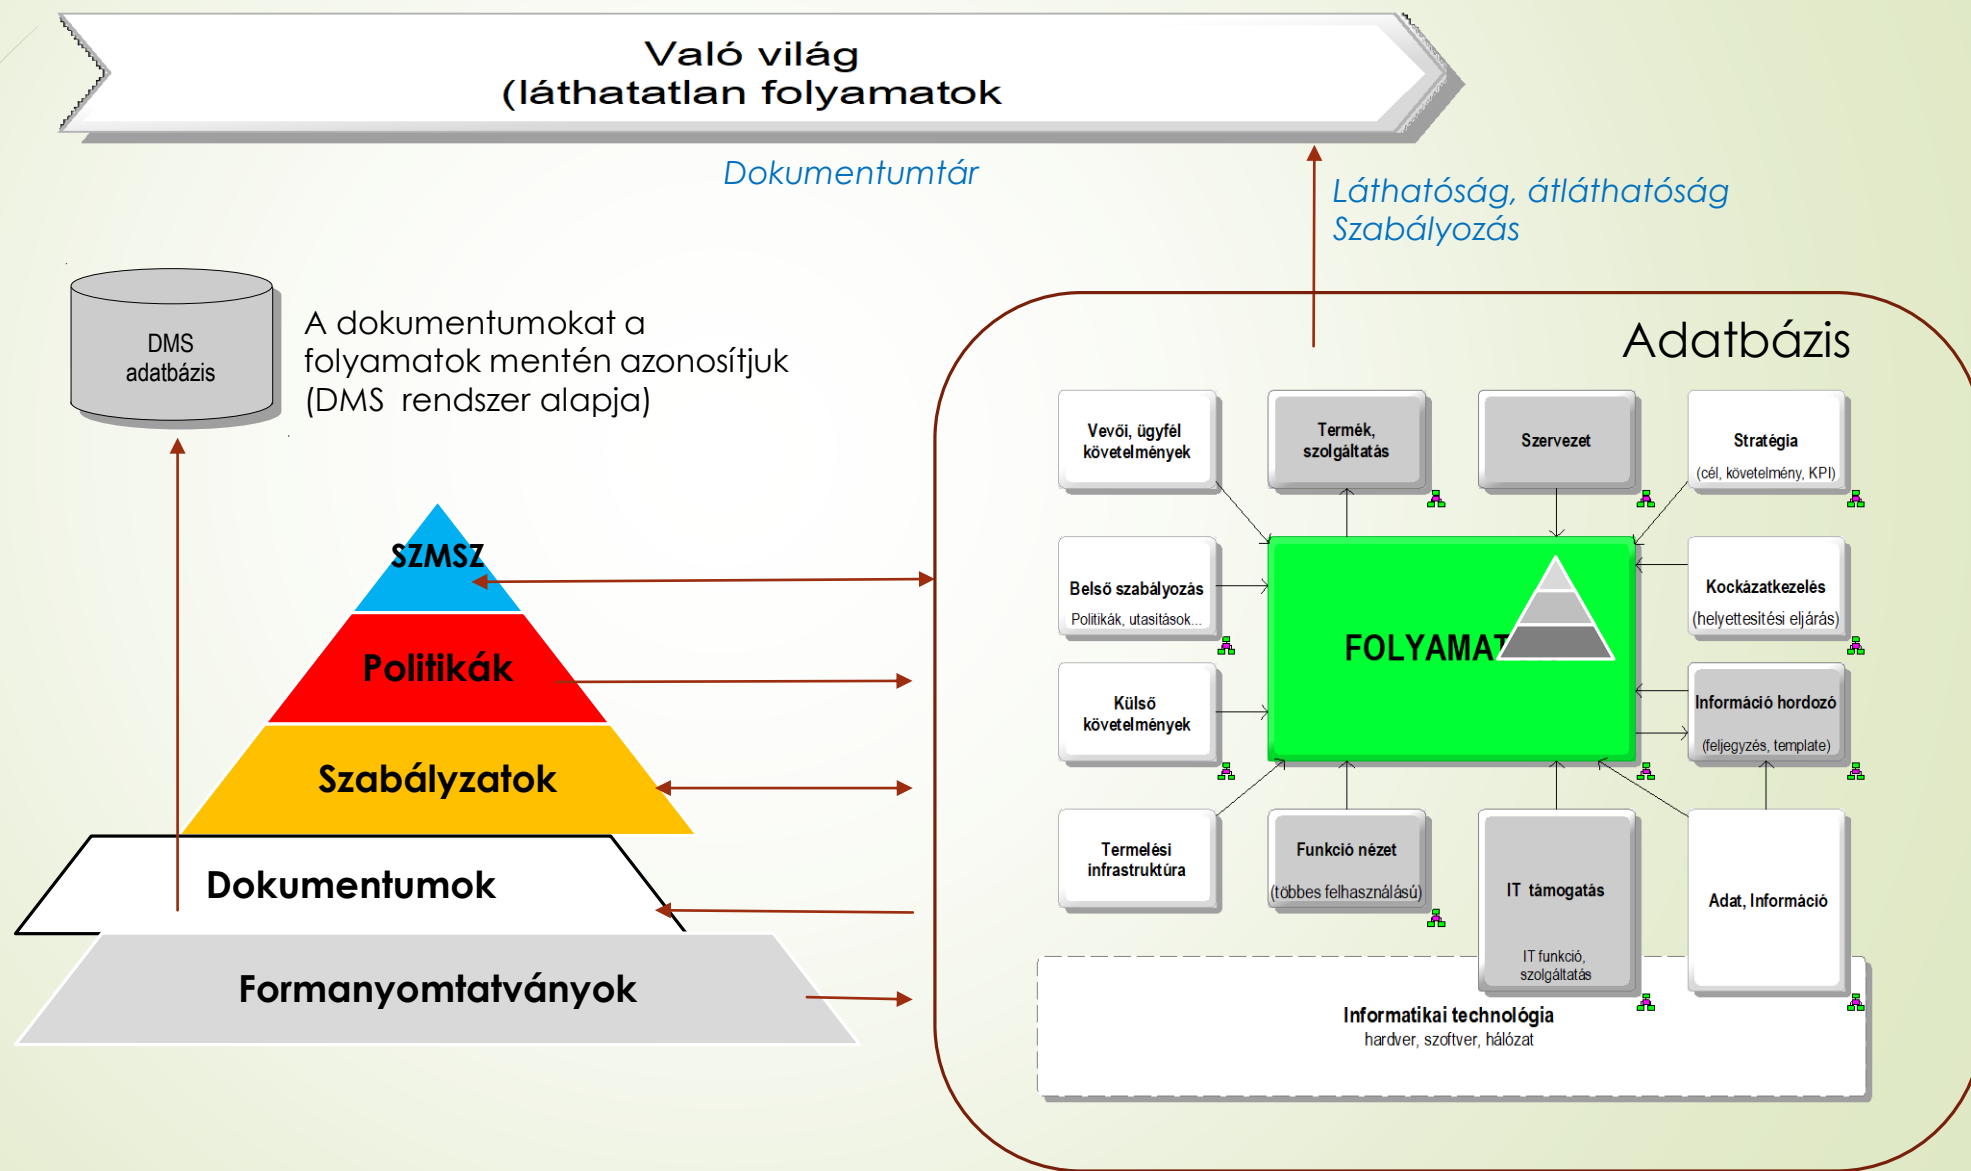 Való világ
(láthatatlan folyamatok
Dokumentumtár
Láthatóság, átláthatóság
Szabályozás
DMS
adatbázis
A dokumentumokat a
folyamatok mentén azonosítjuk
(DMS rendszer alapja)
SZMSZ
Politikák
Szabályzatok
Dokumentumok
Formanyomtatványok
Adatbázis
Vevői, ügyfél
követelmények
Termék,
szolgáltatás
Szervezet
Stratégia
(cél, követelmény, KPI)
Belső szabályozás
Politikák, utasítások...
FOLYAMAT
Kockázatkezelés
(helyettesítési eljárás)
Külső
követelmények
Információ hordozó
(feljegyzés, template)
Termelési
infrastruktúra
Funkció nézet
(többes felhasználású)
IT támogatás
IT funkció,
szolgáltatás
Adat, Információ
Informatikai technológia
hardver, szoftver, hálózat